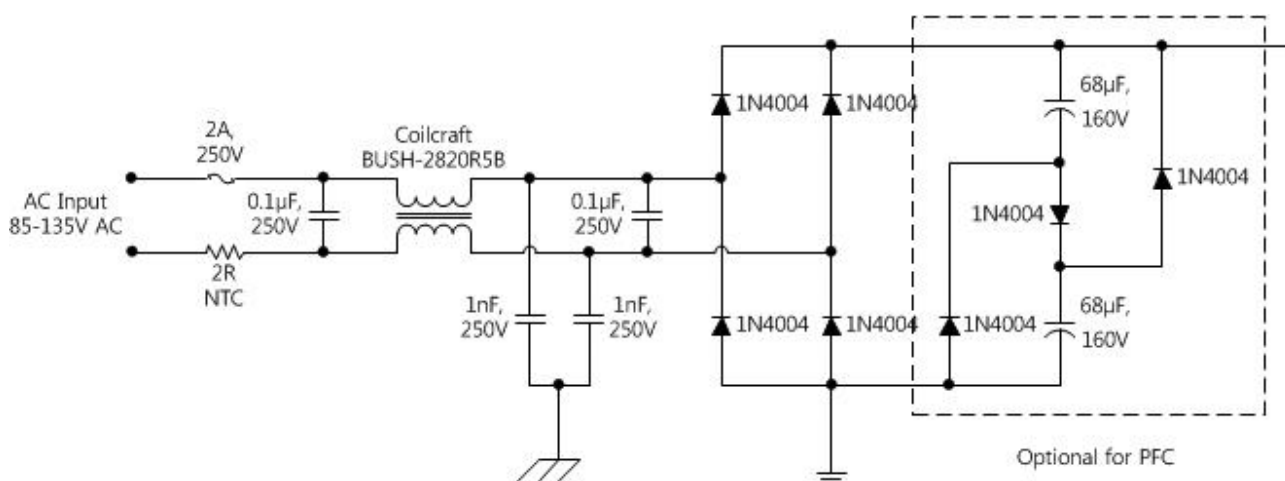 2A,
250V
AC Input
85-135V AC
2R
NTC
0.1µF,
250V
Coilcraft
BUSH-2820R5B
1nF,
250V
1nF,
250V
0.1µF,
250V
1N4004
1N4004
1N4004
1N4004
68µF,
160V
1N4004
1N4004
1N4004
68µF,
160V
Optional for PFC